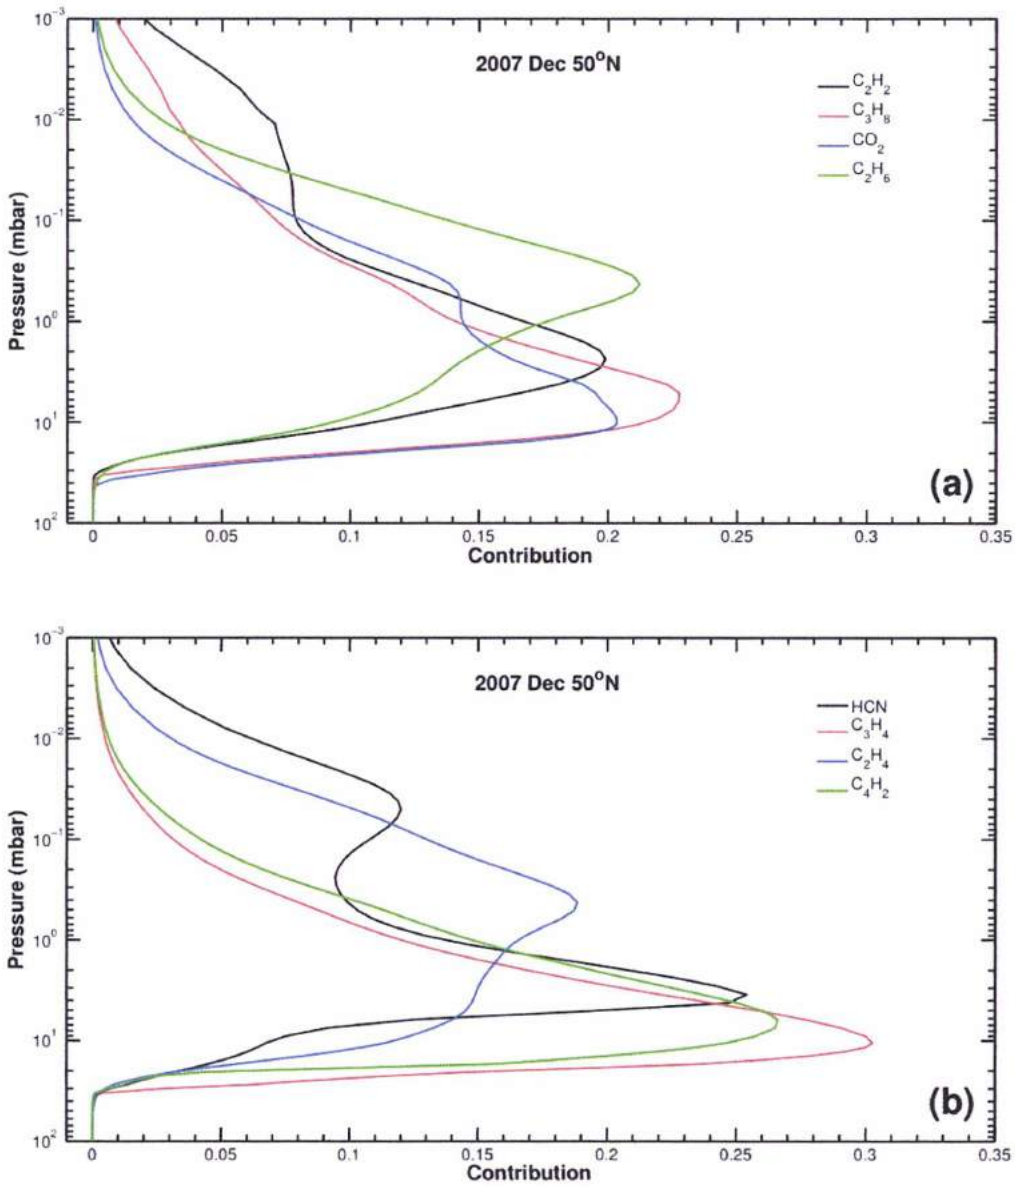 10⁻³
2007 Dec 50°N
C₂H₂
C₃H₈
CO₂
C₂H₆
10⁻²
10⁻¹
10⁰
10¹
10²
Pressure (mbar)
(a)
0 0.05 0.1 0.15 0.2 0.25 0.3 0.35
Contribution
10⁻³
2007 Dec 50°N
HCN
C₃H₄
C₂H₄
C₄H₂
10⁻²
10⁻¹
10⁰
10¹
10²
Pressure (mbar)
(b)
0 0.05 0.1 0.15 0.2 0.25 0.3 0.35
Contribution